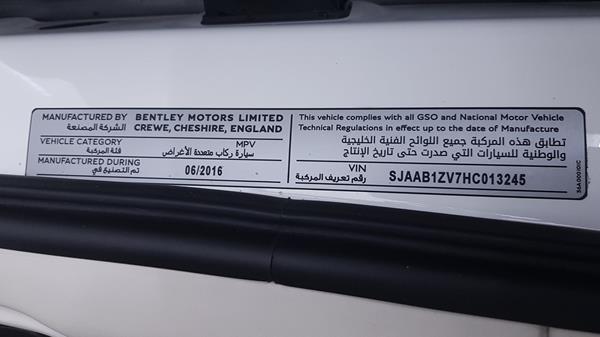 MANUFACTURED BY
الشركة المصنعة
BENTLEY MOTORS LIMITED
CREWE, CHESHIRE, ENGLAND
VEHICLE CATEGORY
فئة المركبة
MPV
سيارة ركاب متعددة الأغراض
MANUFACTURED DURING
تم التصنيع في
06/2016
This vehicle complies with all GSO and National Motor Vehicle
Technical Regulations in effect up to the date of Manufacture
تطابق هذه المركبة جميع اللوائح الفنية الخليجية
والوطنية للسيارات التي صدرت حتى تاريخ الإنتاج
VIN
رقم تعريف المركبة
SJAAB1ZV7HC013245